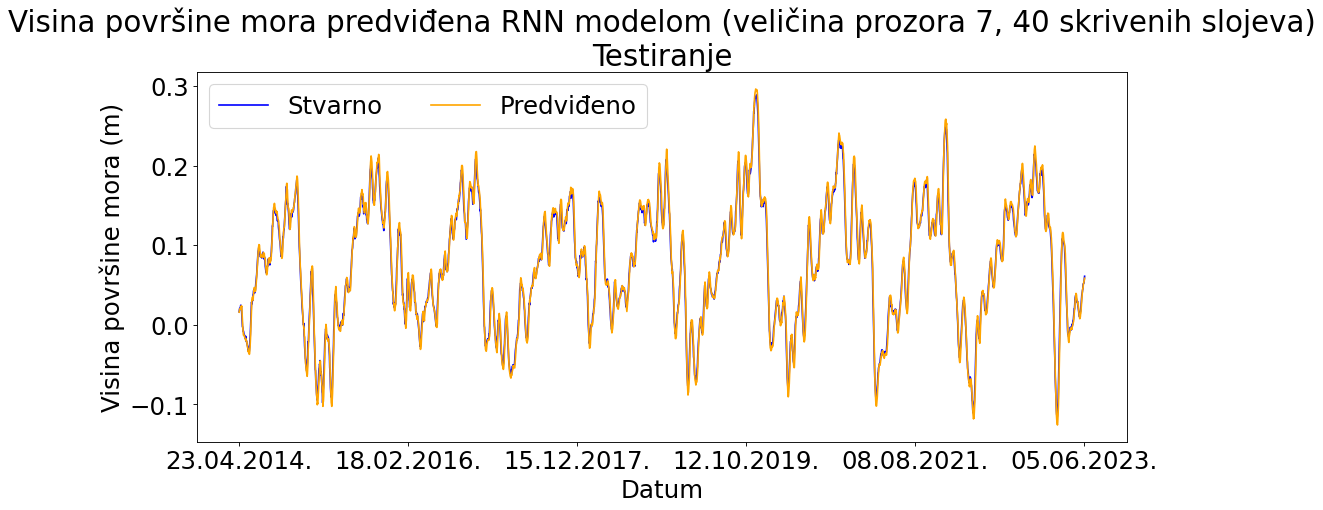 Visina površine mora predviđena RNN modelom (veličina prozora 7, 40 skrivenih slojeva)
Testiranje
Stvarno Predviđeno
Visina površine mora (m)
0.3
0.2
0.1
0.0
−0.1
23.04.2014. 18.02.2016. 15.12.2017. 12.10.2019. 08.08.2021. 05.06.2023.
Datum